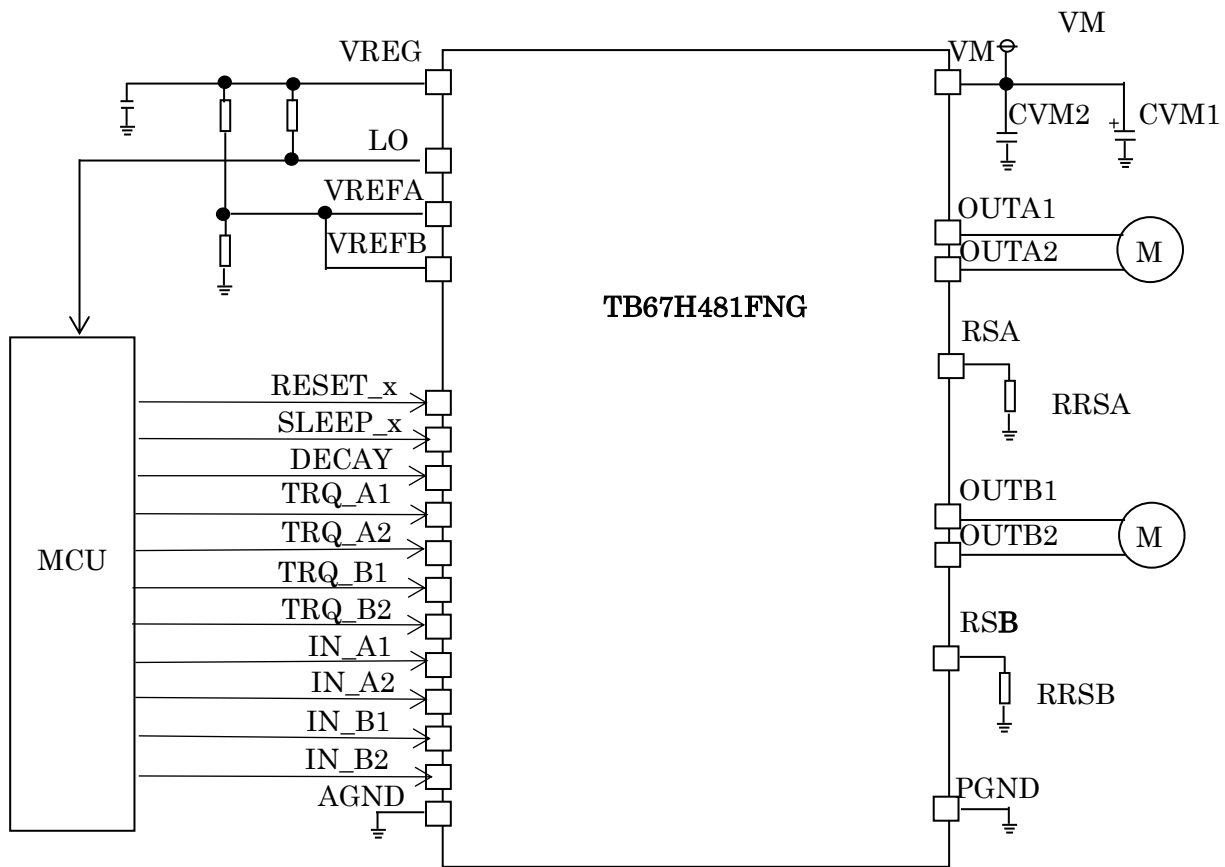 VM
VREG
VM
CVM2
+
CVM1
LO
VREFA
VREFB
OUTA1
OUTA2
M
TB67H481FNG
RSA
RRSA
RESET_x
SLEEP_x
DECAY
TRQ_A1
TRQ_A2
MCU
TRQ_B1
TRQ_B2
IN_A1
IN_A2
IN_B1
IN_B2
AGND
OUTB1
OUTB2
M
RSB
RRSB
PGND